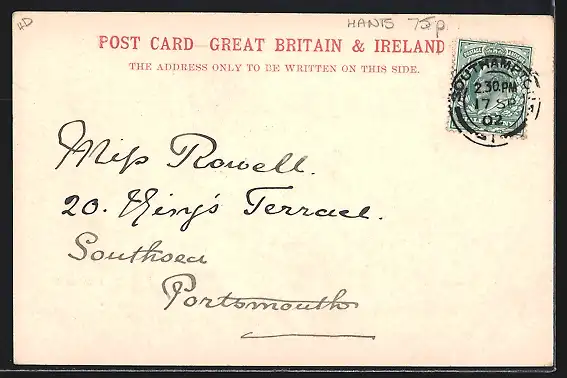 HD
HANTS 75p
POST CARD GREAT BRITAIN & IRELAND
THE ADDRESS ONLY TO BE WRITTEN ON THIS SIDE.
SOUTHAMPTON
2.30.PM
17 SP
02
Miss Rowell.
20. King's Terrace.
Southsea
Portsmouth